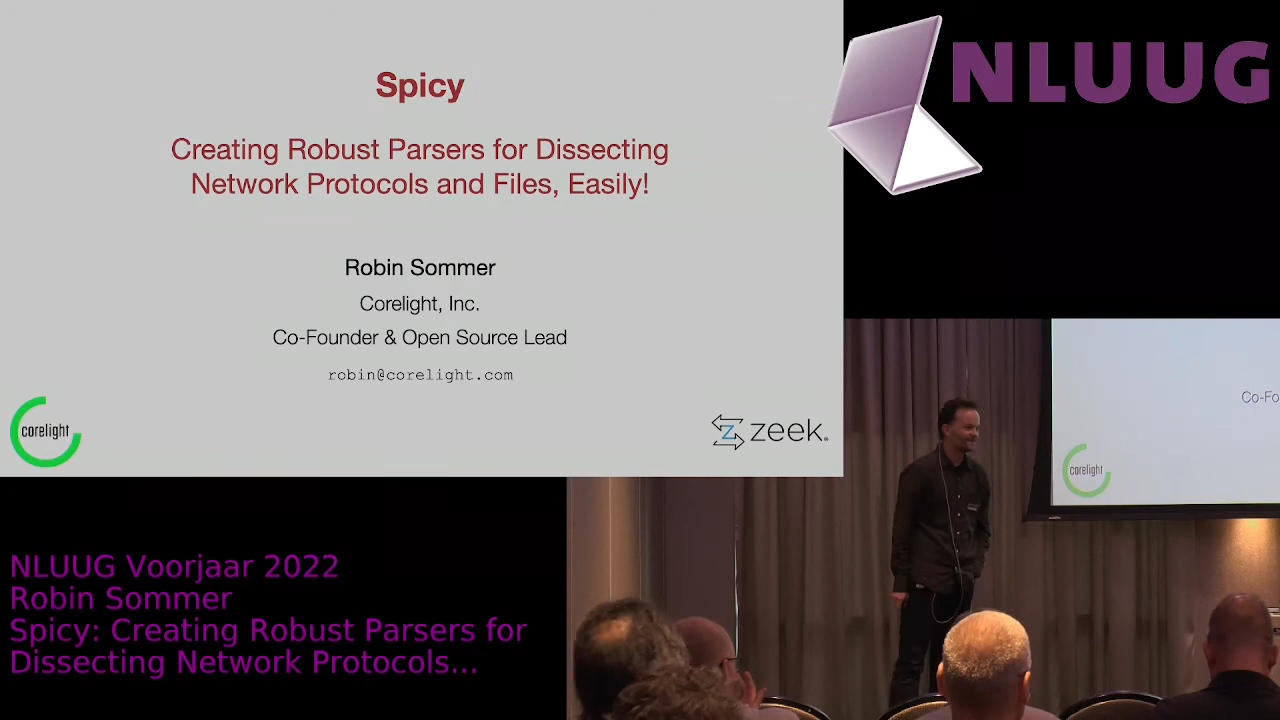 Spicy
Creating Robust Parsers for Dissecting
Network Protocols and Files, Easily!
Robin Sommer
Corelight, Inc.
Co-Founder & Open Source Lead
robin@corelight.com
corelight
zeek
NLUUG
Co-Fo
corelight
NLUUG Voorjaar 2022
Robin Sommer
Spicy: Creating Robust Parsers for
Dissecting Network Protocols...